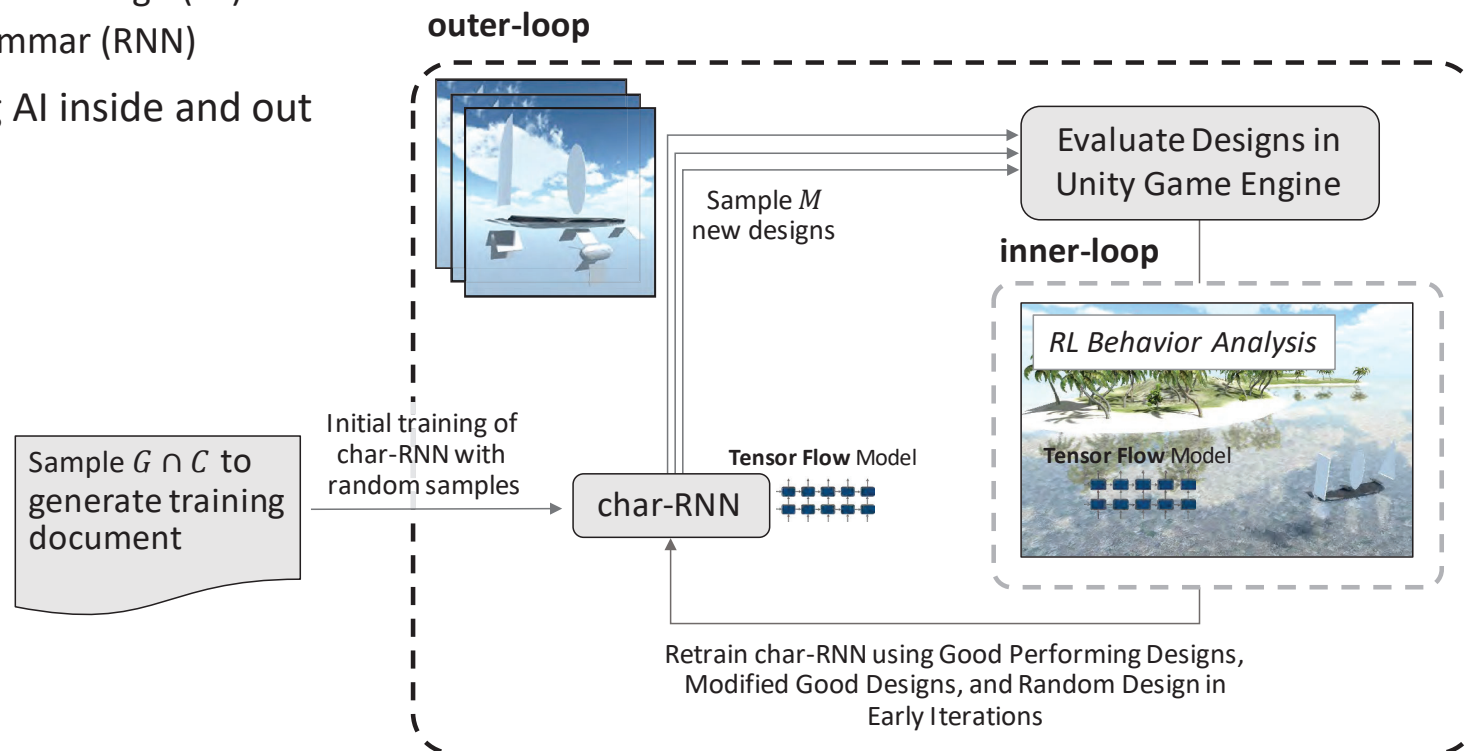 (RNN)
AI inside and out
outer-loop
Evaluate Designs in
Unity Game Engine
Sample M
new designs
inner-loop
RL Behavior Analysis
Initial training of
char-RNN with
random samples
Sample G ∩ C to
generate training
document
Tensor Flow Model
char-RNN
Tensor Flow Model
Retrain char-RNN using Good Performing Designs,
Modified Good Designs, and Random Design in
Early Iterations